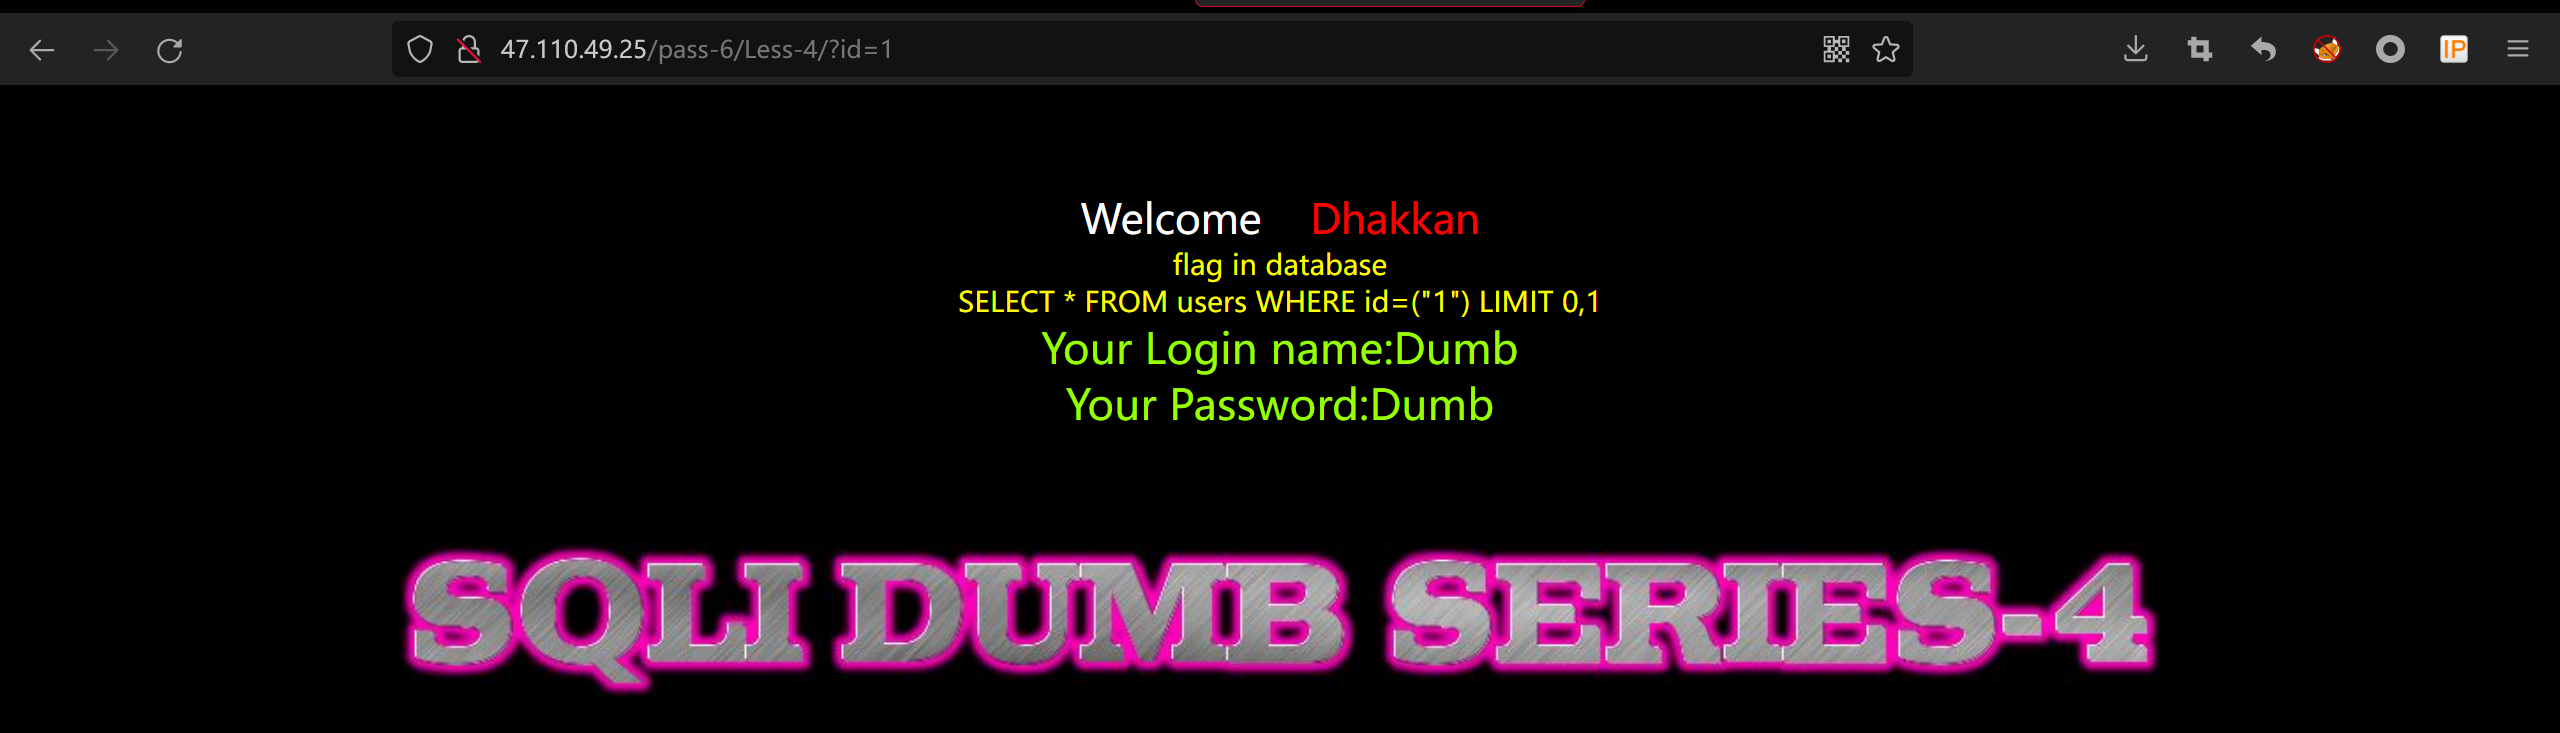 47.110.49.25/pass-6/Less-4/?id=1
IP
Welcome Dhakkan
flag in database
SELECT * FROM users WHERE id=("1") LIMIT 0,1
Your Login name:Dumb
Your Password:Dumb
SQLI DUMB SERIES-4